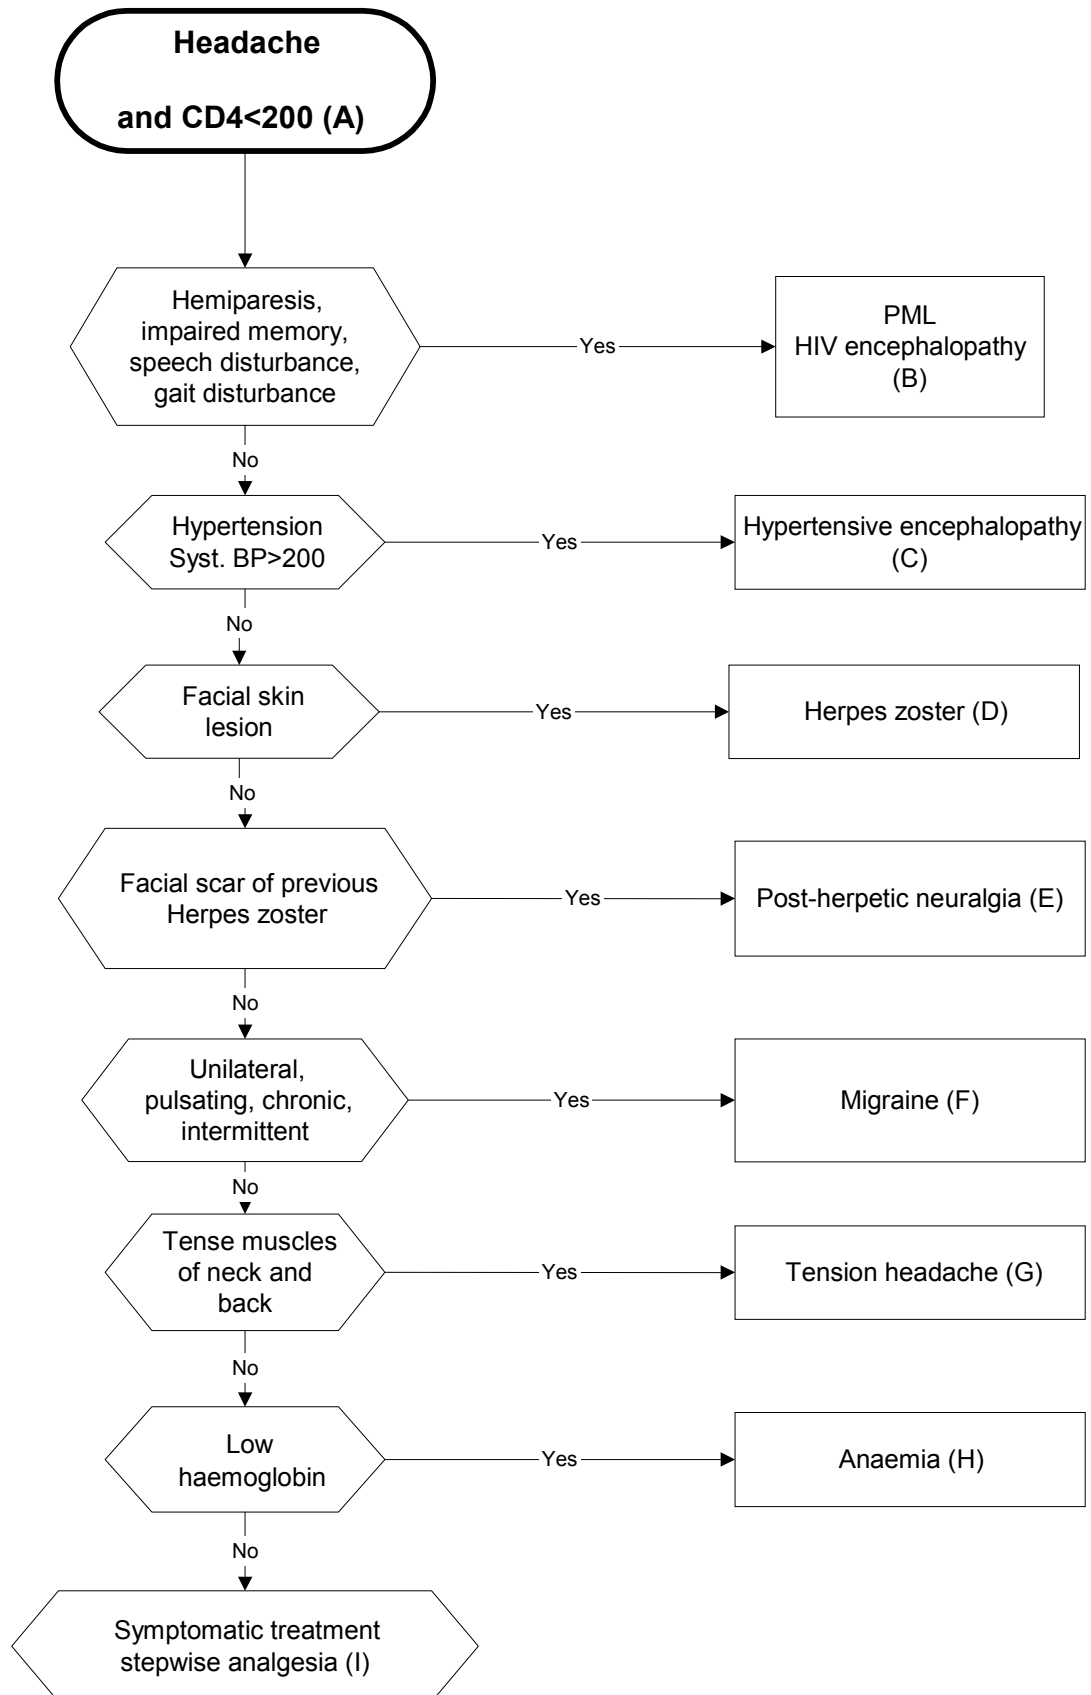 Headache
and CD4<200 (A)
Hemiparesis,
impaired memory,
speech disturbance,
gait disturbance
Yes
PML
HIV encephalopathy
(B)
No
Hypertension
Syst. BP>200
Yes
Hypertensive encephalopathy
(C)
No
Facial skin
lesion
Yes
Herpes zoster (D)
No
Facial scar of previous
Herpes zoster
Yes
Post-herpetic neuralgia (E)
No
Unilateral,
pulsating, chronic,
intermittent
Yes
Migraine (F)
No
Tense muscles
of neck and
back
Yes
Tension headache (G)
No
Low
haemoglobin
Yes
Anaemia (H)
No
Symptomatic treatment
stepwise analgesia (I)